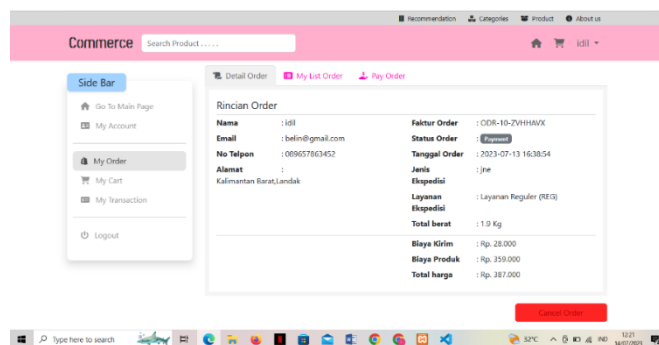 Recommendation Categories Product About us
Commerce Search Product ..... idil
Side Bar
Go To Main Page
My Account
My Order
My Cart
My Transaction
Logout
Detail Order My List Order Pay Order
Rincian Order
Nama : idil
Email : belin@gmail.com
No Telpon : 089657863452
Alamat :
Kalimantan Barat,Landak
Faktur Order : ODR-10-ZVHHAVX
Status Order : Payment
Tanggal Order : 2023-07-13 16:38:54
Jenis : jne
Ekspedisi
Layanan : Layanan Reguler (REG)
Ekspedisi
Total berat : 1.9 Kg
Biaya Kirim : Rp. 28.000
Biaya Produk : Rp. 359.000
Total harga : Rp. 387.000
Cancel Order
Type here to search 32°C IND 12:21
14/07/2023